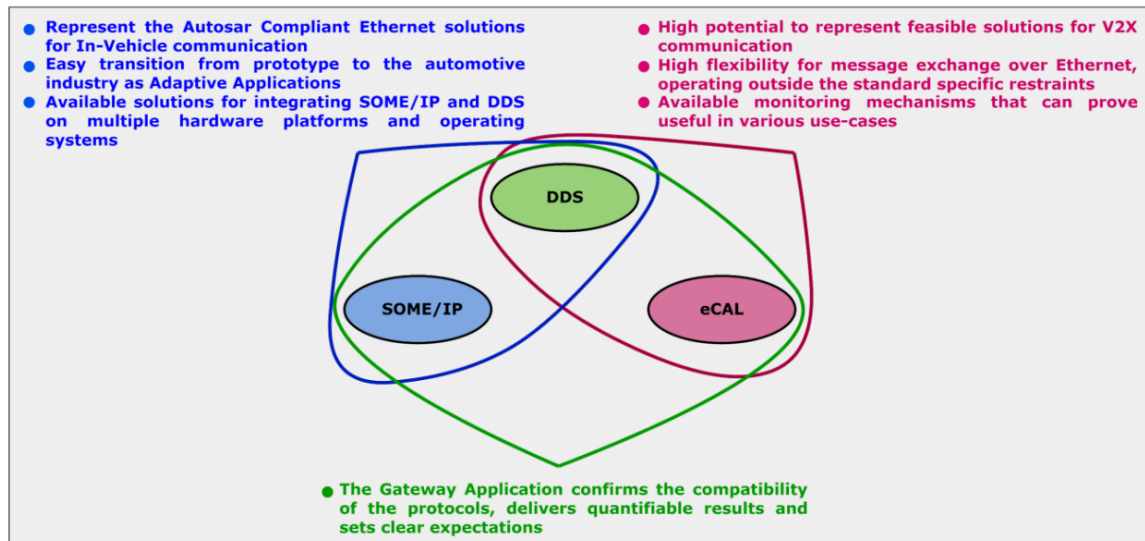 ● Represent the Autosar Compliant Ethernet solutions
for In-Vehicle communication
● Easy transition from prototype to the automotive
industry as Adaptive Applications
● Available solutions for integrating SOME/IP and DDS
on multiple hardware platforms and operating
systems
● High potential to represent feasible solutions for V2X
communication
● High flexibility for message exchange over Ethernet,
operating outside the standard specific restraints
● Available monitoring mechanisms that can prove
useful in various use-cases
DDS
SOME/IP
eCAL
● The Gateway Application confirms the compatibility
of the protocols, delivers quantifiable results and
sets clear expectations